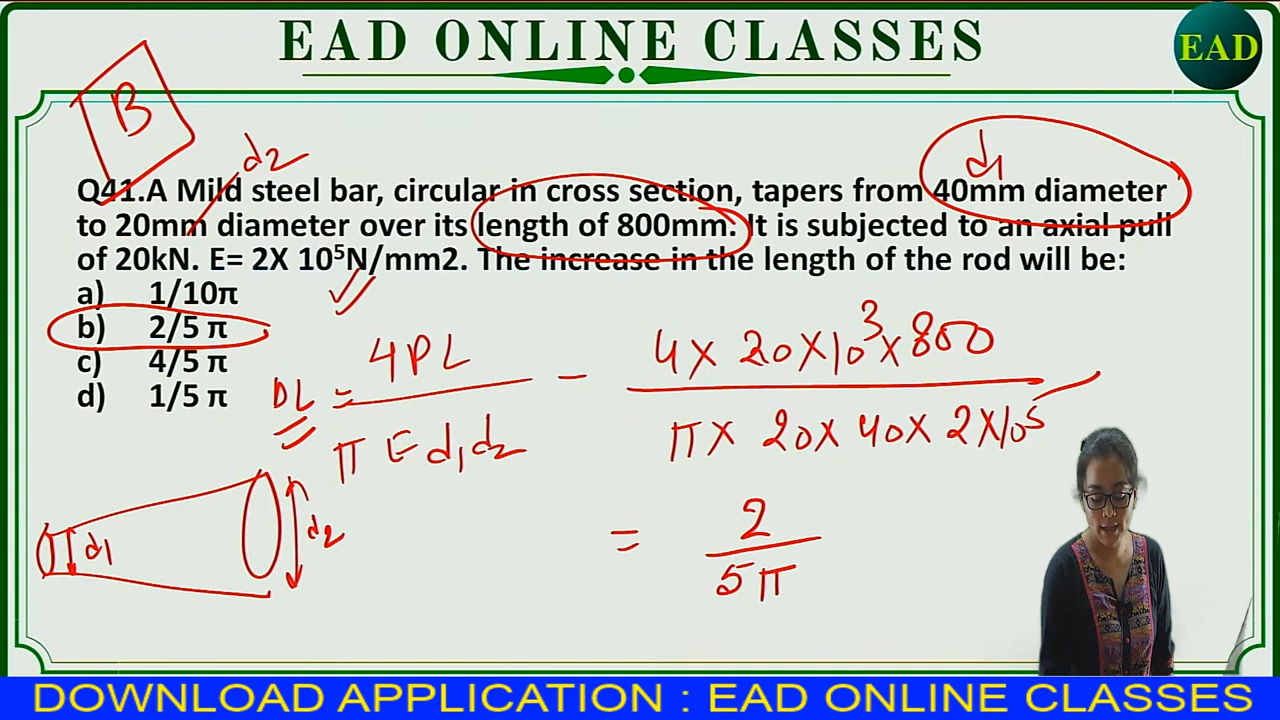 EAD ONLINE CLASSES
EAD
B
d2
d1
Q41.A Mild steel bar, circular in cross section, tapers from 40mm diameter
to 20mm diameter over its length of 800mm. It is subjected to an axial pull
of 20kN. E= 2X 10⁵N/mm2. The increase in the length of the rod will be:
a) 1/10π
b) 2/5 π
c) 4/5 π
d) 1/5 π
DL = 4PL / π E d1 d2 - 4 X 20 X 10³ X 800 / π X 20 X 40 X 2 X 10⁵
= 2 / 5π
d1
d2
DOWNLOAD APPLICATION : EAD ONLINE CLASSES